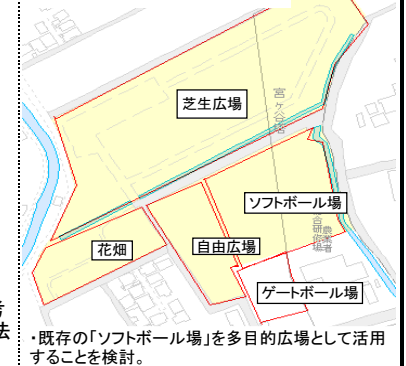 芝生広場
宮ヶ谷塔
ソフトボール場
花畑
自由広場
ゲートボール場
考
法
・既存の「ソフトボール場」を多目的広場として活用
することを検討。